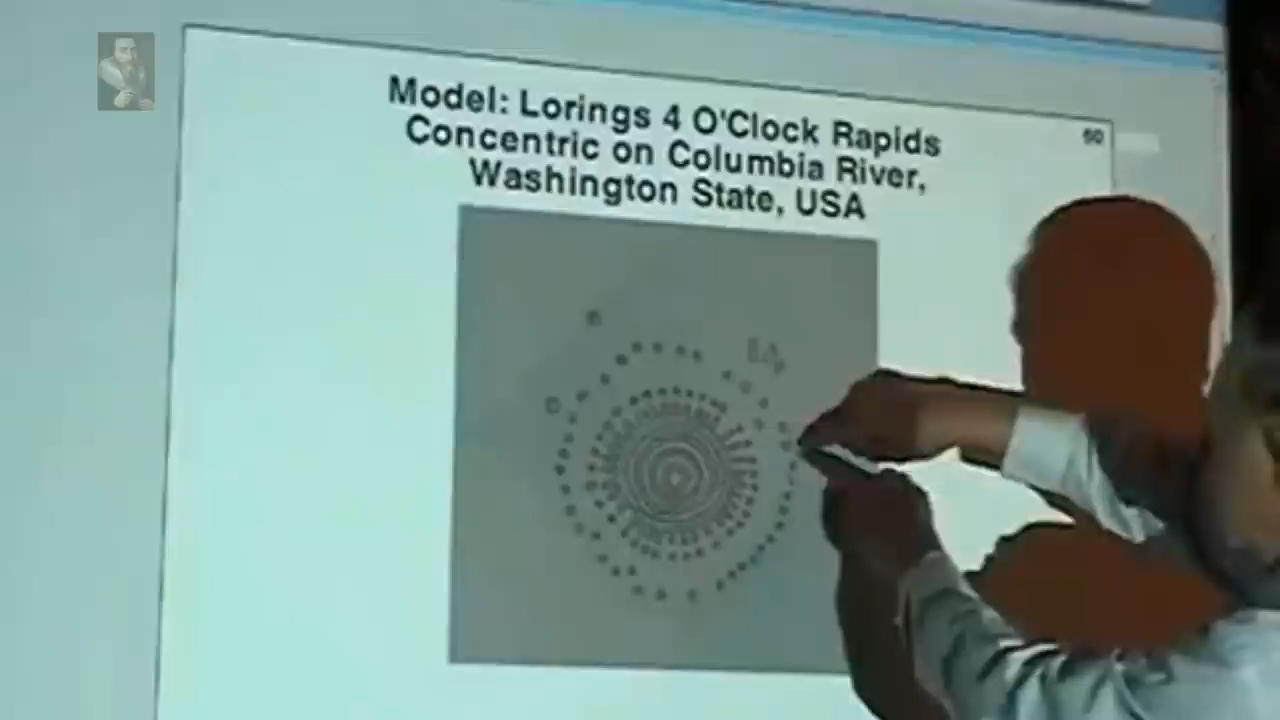 Model: Lorings 4 O'Clock Rapids
60
Concentric on Columbia River,
Washington State, USA